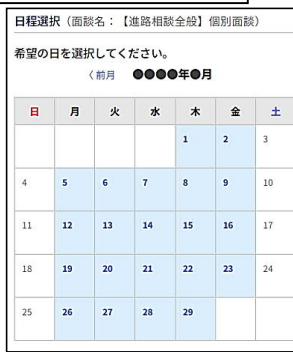 日程選択（面談名：【進路相談全般】個別面談）
希望の日を選択してください。
〈 前月 ●●●●年●月
日 月 火 水 木 金 土
1 2 3
4 5 6 7 8 9 10
11 12 13 14 15 16 17
18 19 20 21 22 23 24
25 26 27 28 29